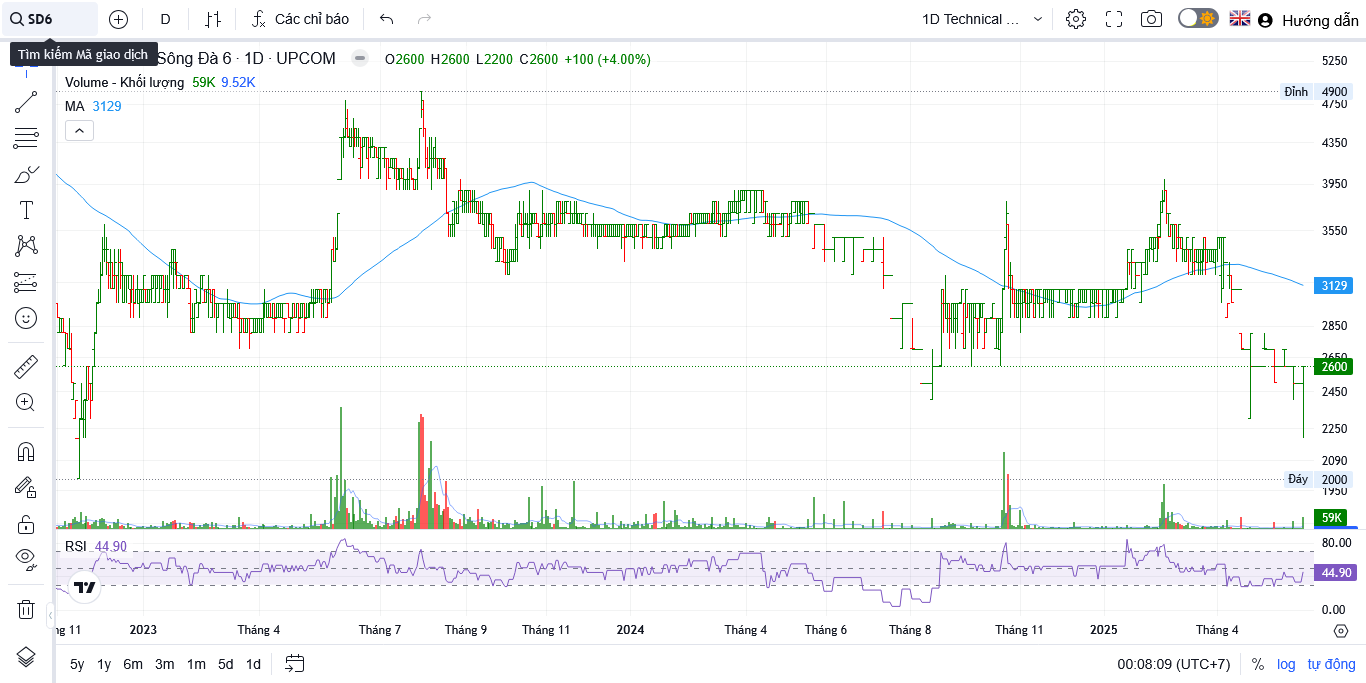 SD6
D
Các chỉ báo
1D Technical ...
Hướng dẫn
Tìm kiếm Mã giao dịch
Sông Đà 6 · 1D · UPCOM
O2600 H2600 L2200 C2600 +100 (+4.00%)
Volume - Khối lượng 59K 9.52K
MA 3129
5250
Đỉnh 4900
4750
4350
3950
3550
3129
2850
2650
2600
2450
2250
2090
Đáy 2000
1950
59K
RSI 44.90
80.00
44.90
0.00
ng 11 2023 Tháng 4 Tháng 7 Tháng 9 Tháng 11 2024 Tháng 4 Tháng 6 Tháng 8 Tháng 11 2025 Tháng 4
5y 1y 6m 3m 1m 5d 1d
00:08:09 (UTC+7) % log tự động